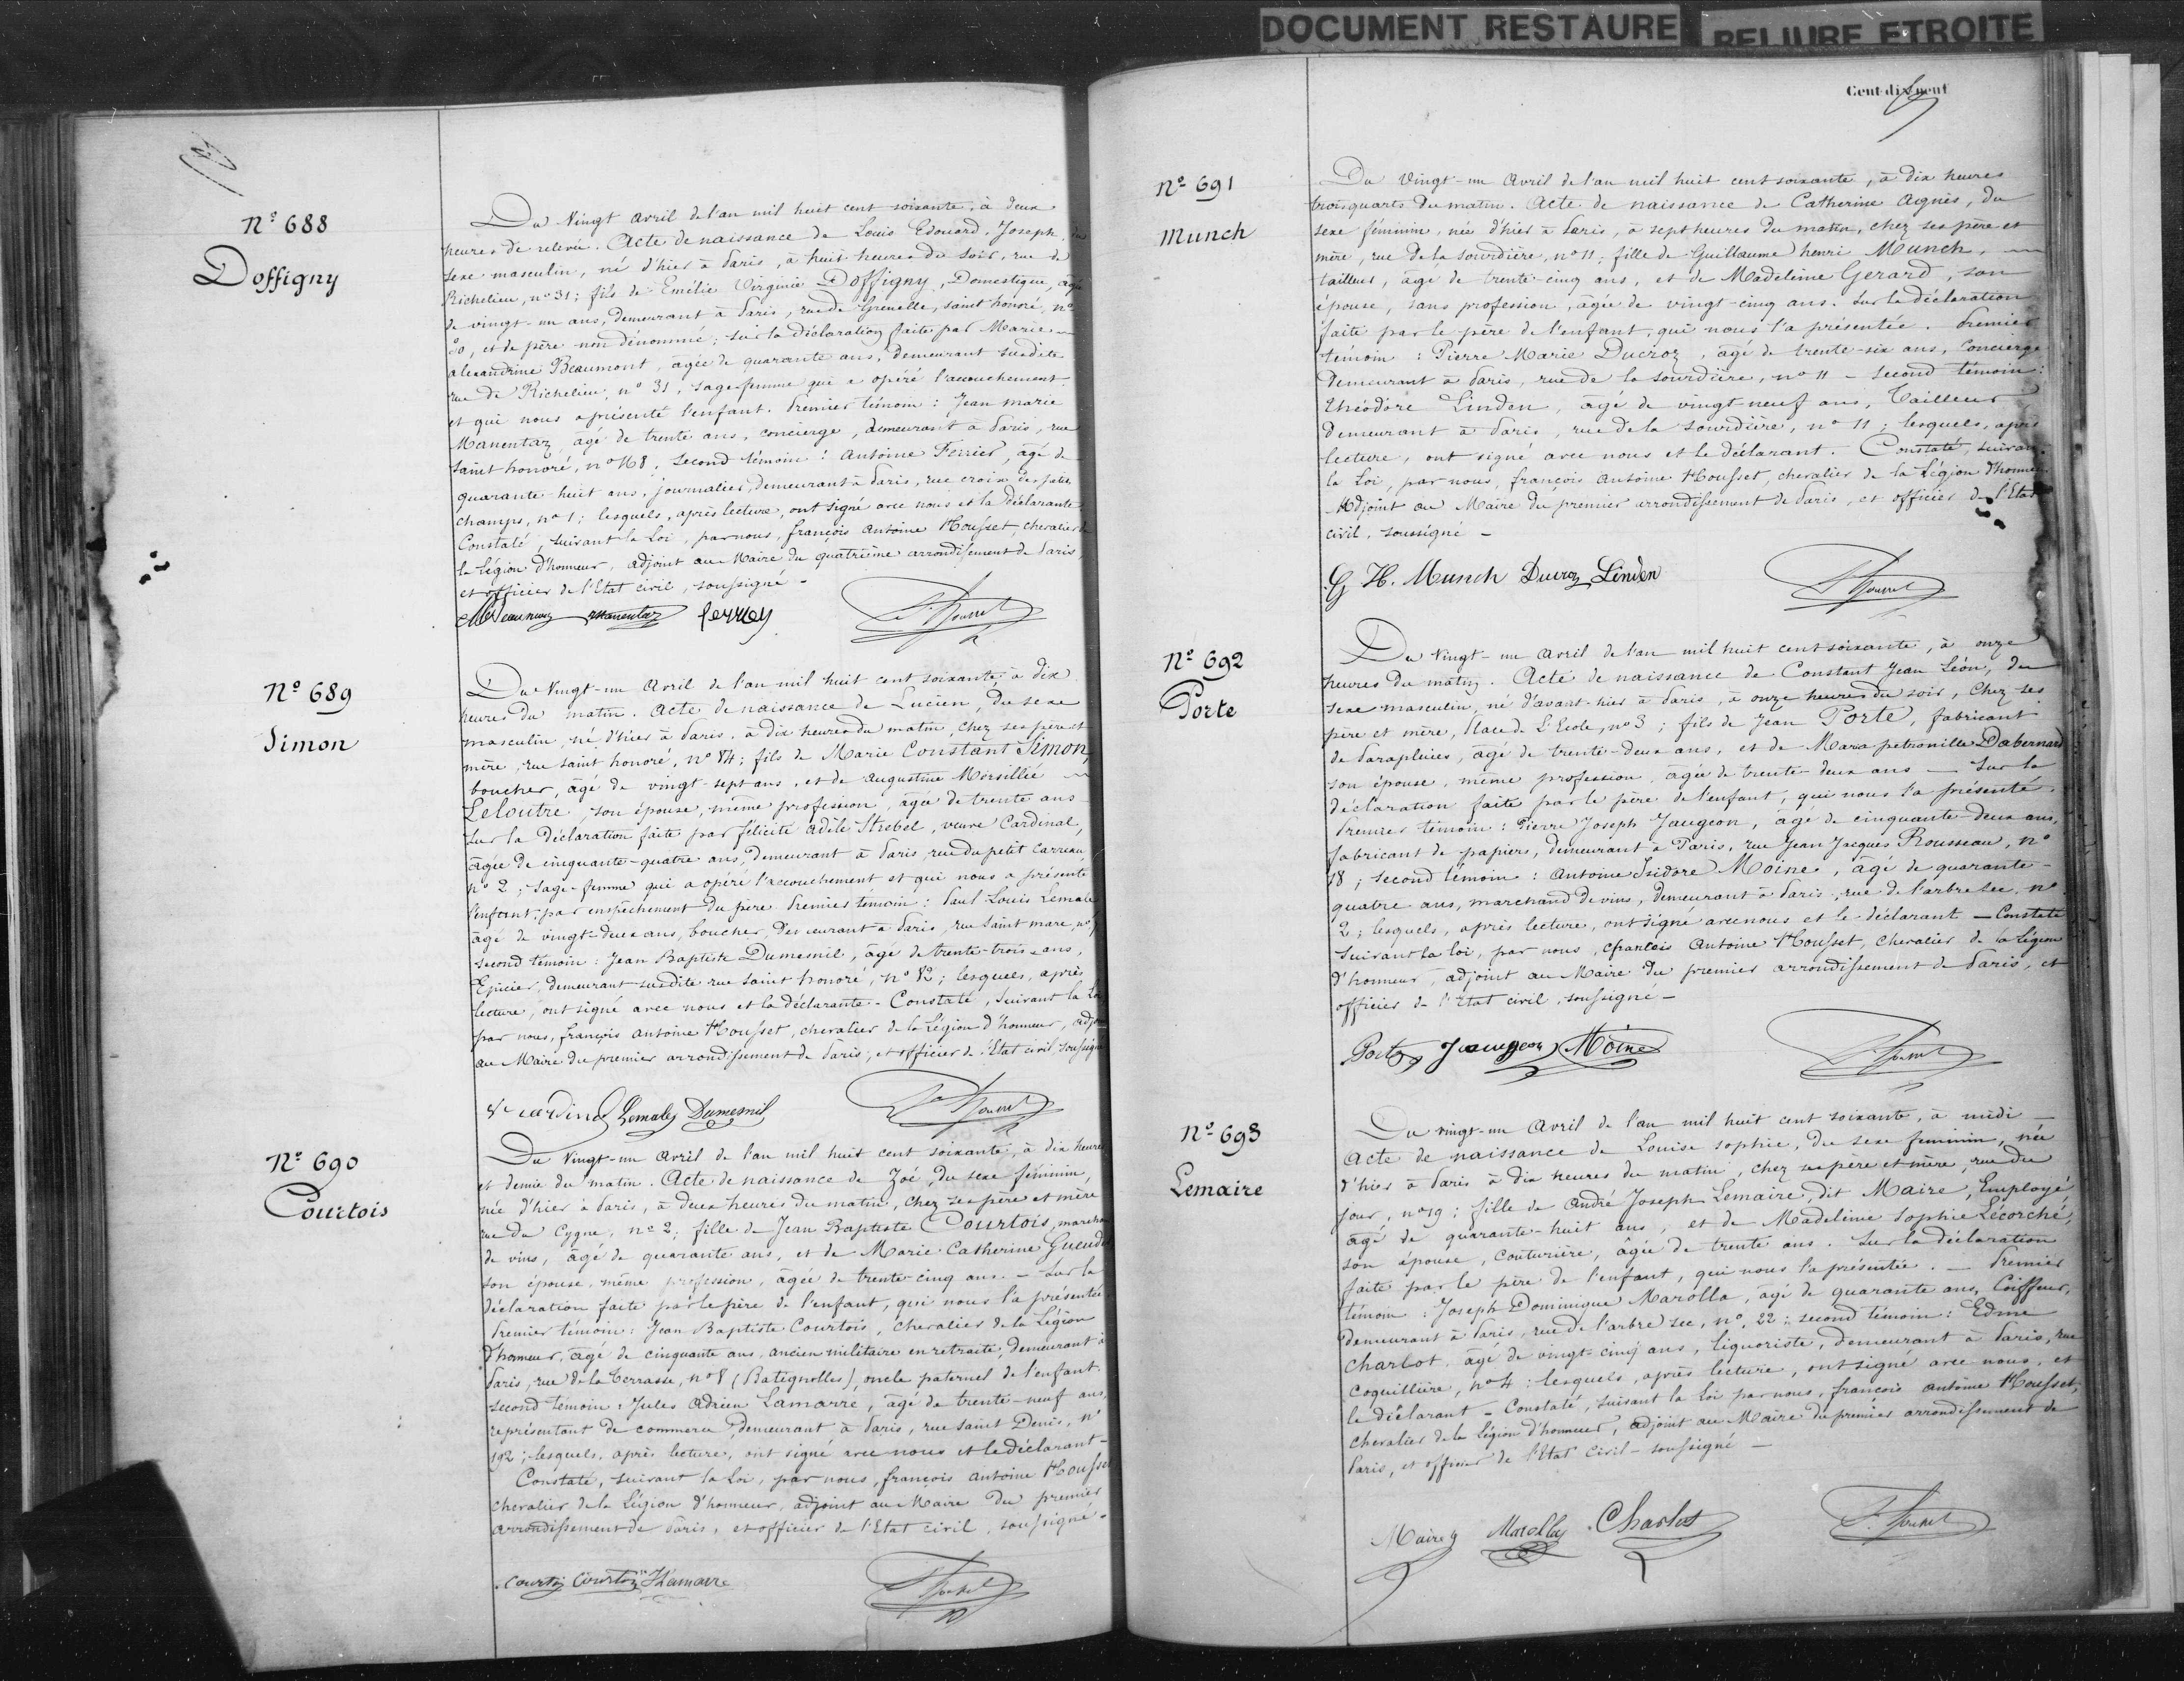 DOCUMENT RESTAURE
RELIURE ETROITE
Nº 688
Doffigny
Du Vingt avril de l'an mil huit cent soixante, à deux
heures de relevée. Acte de naissance de Louis Edouard Joseph, du
sexe masculin, né d'hier à Paris, à huit heures du soir, rue de
Richelieu, nº 31; fils de Emélie Virginie Doffigny, Domestique, âgée
de vingt-un ans, demeurant à Paris, rue de Grenelle, saint honoré, nº
et de père non dénommé; sur la déclaration faite par Marie
alexandrine Beaumont, agée de quarante ans, demeurant susdite
rue de Richelieu, nº 31, sage-femme qui a opéré l'accouchement
et qui nous a présenté l'enfant. Premier témoin: Jean marie
Manentaz, agé de trente ans, concierge, demeurant à Paris, rue
saint honoré, nº 168, second témoin: antoine Ferrier, agé de
quarante-huit ans, journalier, demeurant à Paris, rue croix des petits
champs, nº 1; lesquels, après lecture, ont signé avec nous et la déclarante
Constaté, suivant la Loi, par nous, françois antoine Housset, chevalier de
la Légion d'honneur, adjoint au Maire du quatrième arrondissement de Paris,
et officier de l'Etat civil, soussigné -
Manentaz ferrier
Nº 689
Simon
Du Vingt-un Avril de l'an mil huit cent soixante, à dix
heures du matin. Acte de naissance de Lucien, du sexe
masculin, né d'hier à Paris, à dix heures du matin, chez ses père et
mère, rue saint honoré, nº 84; fils de Marie Constant Simon,
boucher, âgé de vingt-sept ans, et de augustine Mirsillié
Leloutre, son épouse, même profession, agée de trente ans
sur la Déclaration faite par félicité adèle Strebel, veuve Cardinal,
âgée de cinquante-quatre ans, demeurant à Paris, rue du petit Carreau
nº 2; sage-femme qui a opéré l'accouchement et qui nous a présenté
l'enfant, par empêchement du père. Premier témoin: Paul Louis Lemale
âgé de vingt-deux ans, boucher, demeurant à Paris, rue saint marc, nº
second témoin: Jean Baptiste Dumesnil, âgé de trente-trois ans,
Epicier, demeurant susdite rue saint honoré, nº 82; lesquels, après
lecture, ont signé avec nous et la déclarante - Constaté, suivant la Loi
par nous, françois antoine Housset, chevalier de la Légion d'honneur, adjoint
au Maire du premier arrondissement de Paris, et officier de l'Etat civil, soussigné
Vᵉ cardinal Lemale Dumesnil
Nº 690
Courtois
Du Vingt-un avril de l'an mil huit cent soixante, à dix heures
et demie du matin. Acte de naissance de Zoé, du sexe féminin,
née d'hier à Paris, à deux heures du matin, chez ses père et mère
rue du Cygne, nº 2; fille de Jean Baptiste Courtois, marchand
de vins, âgé de quarante ans, et de Marie Catherine
son épouse, même profession, âgée de trente-cinq ans. - Sur la
déclaration faite par le père de l'enfant, qui nous l'a présentée
Premier témoin: Jean Baptiste Courtois, chevalier de la Légion
d'honneur, âgé de cinquante ans, ancien militaire en retraite, demeurant à
Paris, rue de la Terrasse, nº 8 (Batignolles), oncle paternel de l'enfant.
second témoin: Jules Adrien Lamarre, âgé de trente-neuf ans,
représentant de commerce, demeurant à Paris, rue saint Denis, nº
192; lesquels, après lecture, ont signé avec nous et le déclarant -
Constaté, suivant la Loi, par nous, françois antoine Housset
chevalier de la Légion d'honneur, adjoint au Maire du premier
arrondissement de Paris, et officier de l'Etat civil, soussigné -
Courtois Courtois Lamarre
Cent-dix neuf
Nº 691
Munch
Du Vingt-un Avril de l'an mil huit cent soixante, à dix heures
trois quarts du matin. Acte de naissance de Catherine Agnès, du
sexe féminin, née d'hier à Paris, à sept heures du matin, chez ses père et
mère, rue de la sourdière, nº 11; fille de Guillaume henri Munch,
tailleur, âgé de trente-cinq ans, et de Madeleine Gerard, son
épouse, sans profession, agée de vingt-cinq ans. Sur la déclaration
faite par le père de l'enfant, qui nous l'a présentée. Premier
témoin: Pierre Marie Ducroz, âgé de trente-six ans, concierge
demeurant à Paris, rue de la sourdière, nº 11 - second témoin:
théodore Linden, âgé de vingt-neuf ans, Tailleur
demeurant à Paris, rue de la sourdière, nº 11; lesquels, après
lecture, ont signé avec nous et le déclarant. Constaté, suivant
la Loi, par nous, françois antoine Housset, chevalier de la Légion d'honneur
Adjoint au Maire du premier arrondissement de Paris, et officier de l'Etat
civil, soussigné -
G H. Munch Ducroz Linden
Nº 692
Porte
Du Vingt-un Avril de l'an mil huit cent soixante, à onze
heures du matin. Acte de naissance de Constant Jean Léon, du
sexe masculin, né d'avant-hier à Paris, à onze heures du soir, chez ses
père et mère, Place de L'Ecole, nº 3; fils de Jean Porte, fabricant
de Parapluies, âgé de trente-deux ans, et de Mara petronille Dabernard
son épouse, même profession, agée de trente-deux ans - Sur la
déclaration faite par le père de l'enfant, qui nous l'a présenté.
Premier témoin: Pierre Joseph Jaugeon, âgé de cinquante-deux ans,
fabricant de papiers, demeurant à Paris, rue Jean Jacques Rousseau, nº
18; second témoin: antoine Isidore Moine, âgé de quarante-
quatre ans, marchand de vins, demeurant à Paris, rue de l'arbre sec, nº
2; lesquels, après lecture, ont signé avec nous et le déclarant - Constaté
suivant la loi, par nous, françois Antoine Housset, chevalier de la Légion
d'honneur, adjoint au Maire du premier arrondissement de Paris, et
officier de l'Etat civil, soussigné -
Porte Jaugeon Moine
Nº 693
Lemaire
Du vingt-un Avril de l'an mil huit cent soixante, à midi -
Acte de naissance de Louise sophie, du sexe féminin, née
d'hier à Paris à dix heures du matin, chez ses père et mère, rue du
four, nº 19; fille de andré Joseph Lemaire, dit Maire, Employé
âgé de quarante-huit ans, et de Madeleine Sophie Lécorché,
son épouse, couturière, âgée de trente ans. Sur la déclaration
faite par le père de l'enfant, qui nous l'a présentée. - Premier
témoin: Joseph Dominique Marolla, agé de quarante ans, Coiffeur,
Demeurant à Paris, rue de l'arbre sec, nº 22; second témoin: Edme
Charlot, âgé de vingt-cinq ans, liquoriste, demeurant à Paris, rue
coquillière, nº 4: lesquels, après lecture, ont signé avec nous, et
le déclarant - Constaté, suivant la Loi par nous, françois antoine Housset,
chevalier de la Légion d'honneur, adjoint au Maire du premier arrondissement de
Paris, et officier de l'Etat civil - soussigné -
Maire Marolla Charlot